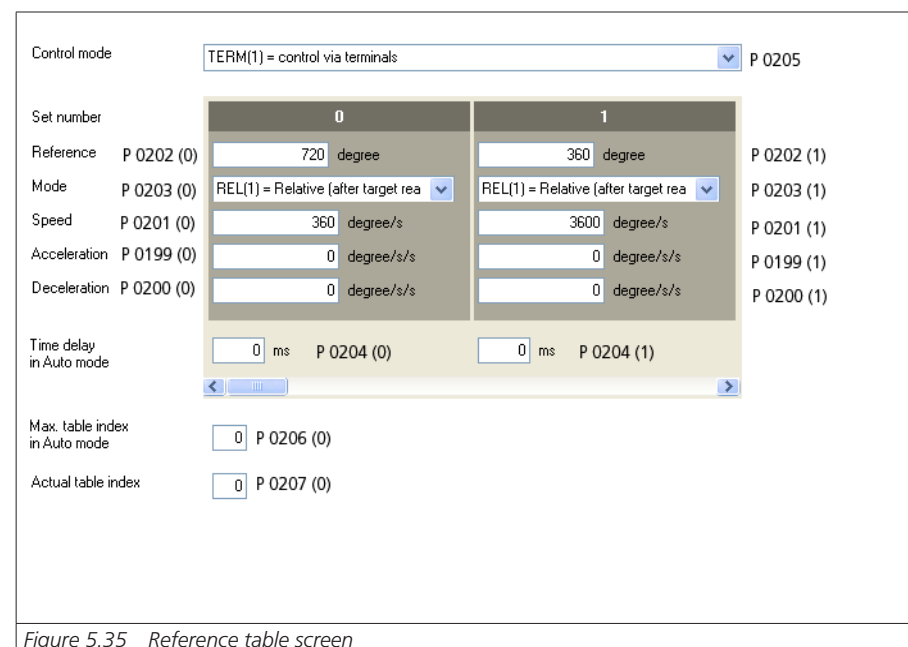 Control mode TERM(1) = control via terminals P 0205
Set number 0 1
Reference P 0202 (0) 720 degree 360 degree P 0202 (1)
Mode P 0203 (0) REL(1) = Relative (after target rea REL(1) = Relative (after target rea P 0203 (1)
Speed P 0201 (0) 360 degree/s 3600 degree/s P 0201 (1)
Acceleration P 0199 (0) 0 degree/s/s 0 degree/s/s P 0199 (1)
Deceleration P 0200 (0) 0 degree/s/s 0 degree/s/s P 0200 (1)
Time delay
in Auto mode 0 ms P 0204 (0) 0 ms P 0204 (1)
Max. table index
in Auto mode 0 P 0206 (0)
Actual table index 0 P 0207 (0)
Figure 5.35 Reference table screen